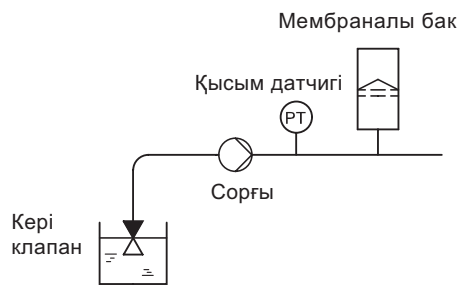 Мембраналы бак
Қысым датчигі
PT
Сорғы
Кері
клапан